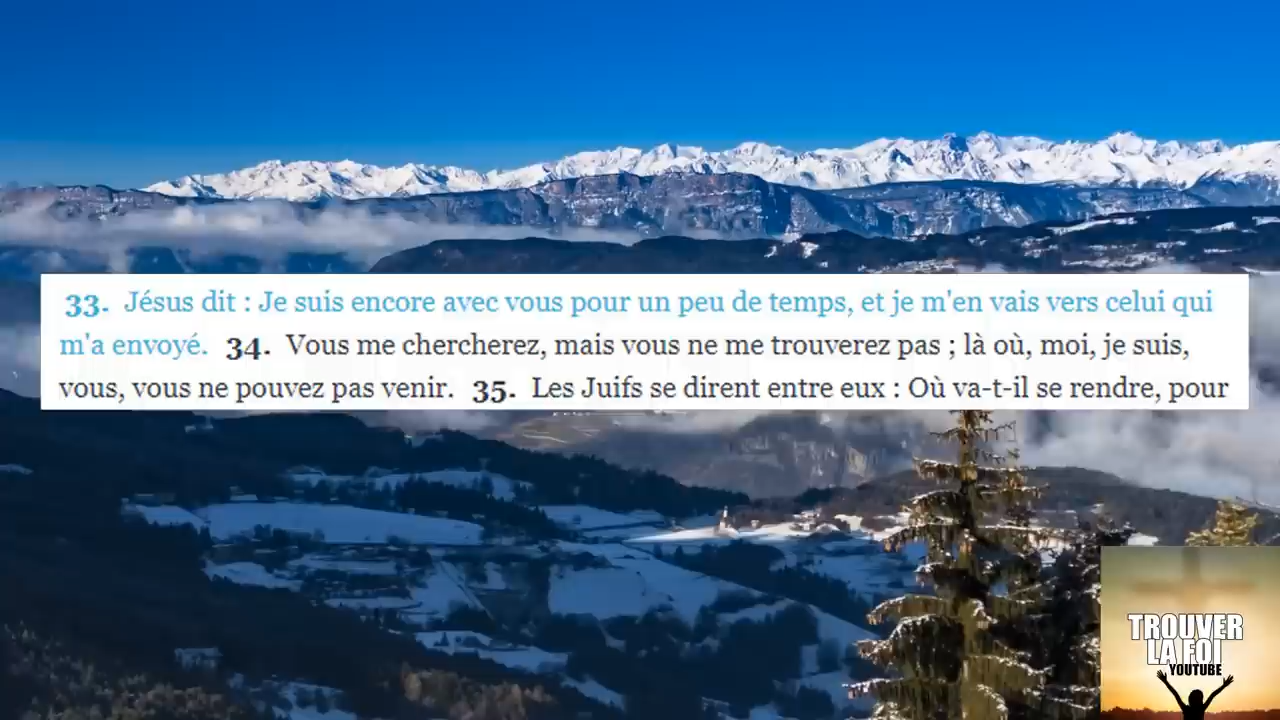 33. Jésus dit : Je suis encore avec vous pour un peu de temps, et je m'en vais vers celui qui
m'a envoyé. 34. Vous me chercherez, mais vous ne me trouverez pas ; là où, moi, je suis,
vous, vous ne pouvez pas venir. 35. Les Juifs se dirent entre eux : Où va-t-il se rendre, pour
TROUVER
LA FOI
YOUTUBE